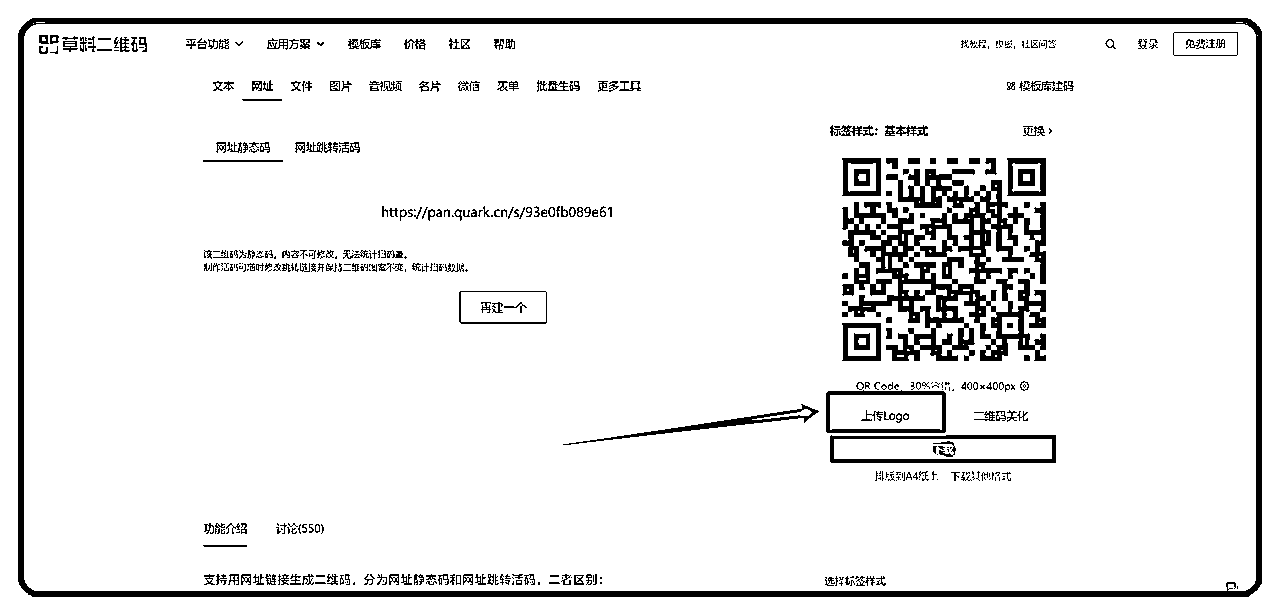 草料二维码 平台功能 应用方案 模板库 价格 社区 帮助 登录 免费注册
文本 网址 文件 图片 音视频 名片 微信 表单 批量生码 更多工具 模板库建码
标签样式：基本样式 更换
网址静态码 网址跳转活码
https://pan.quark.cn/s/93e0fb089e61
该二维码为静态码，内容不可修改，无法统计扫码量。
制作活码可随时修改跳转链接并保持二维码图案不变，统计扫码数据。
再建一个
QR Code，30%容错，400×400px
上传Logo 二维码美化
下载
排版到A4纸上 下载其他格式
功能介绍 讨论(550)
支持用网址链接生成二维码，分为网址静态码和网址跳转活码，二者区别：
选择标签样式